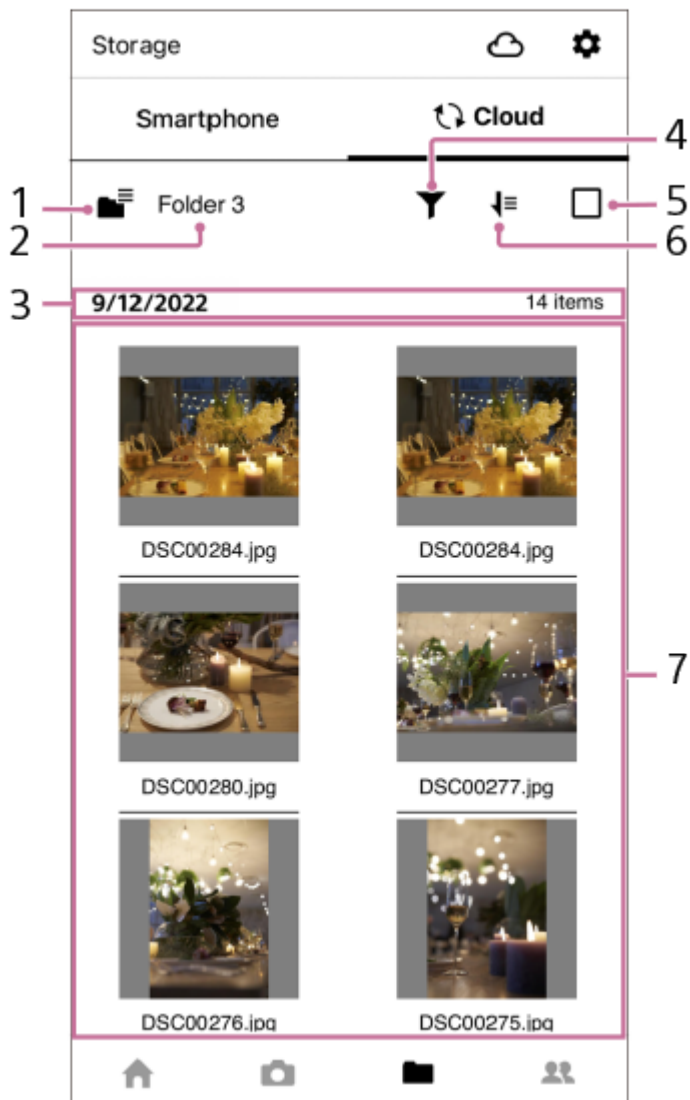 Storage
Smartphone Cloud
4
1 Folder 3 5
2 6
3 9/12/2022 14 items
DSC00284.jpg DSC00284.jpg
7
DSC00280.jpg DSC00277.jpg
DSC00276.jpg DSC00275.jpg